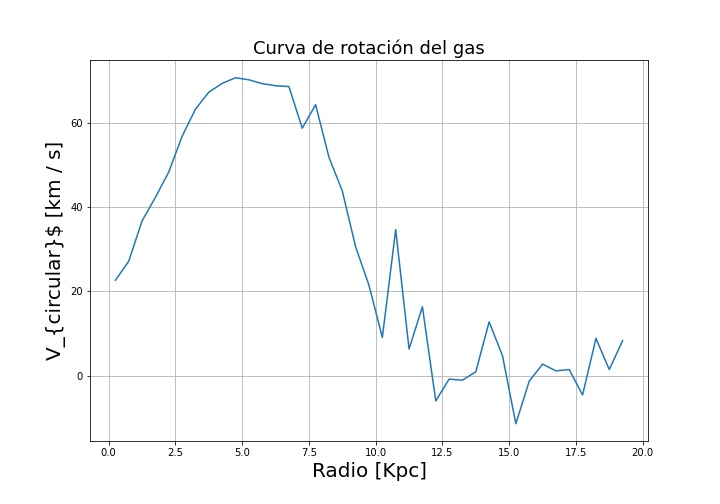 Curva de rotación del gas
V_{circular}$ [km / s]
60
40
20
0
0.0 2.5 5.0 7.5 10.0 12.5 15.0 17.5 20.0
Radio [Kpc]